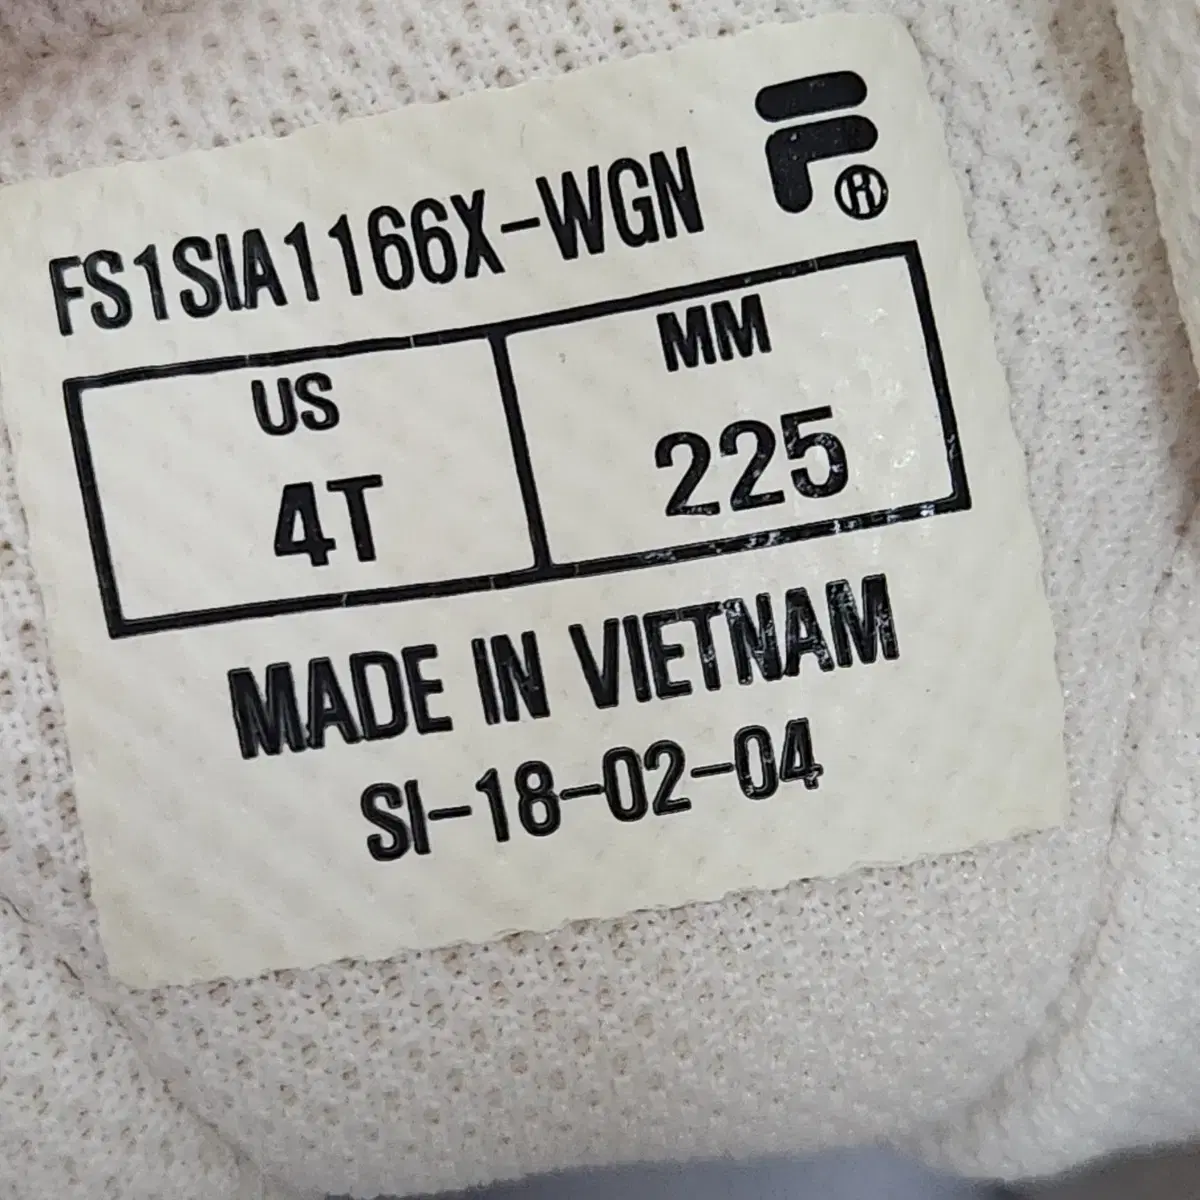 FS1SIA1166X-WGN
F®
US MM
4T 225
MADE IN VIETNAM
SI-18-02-04